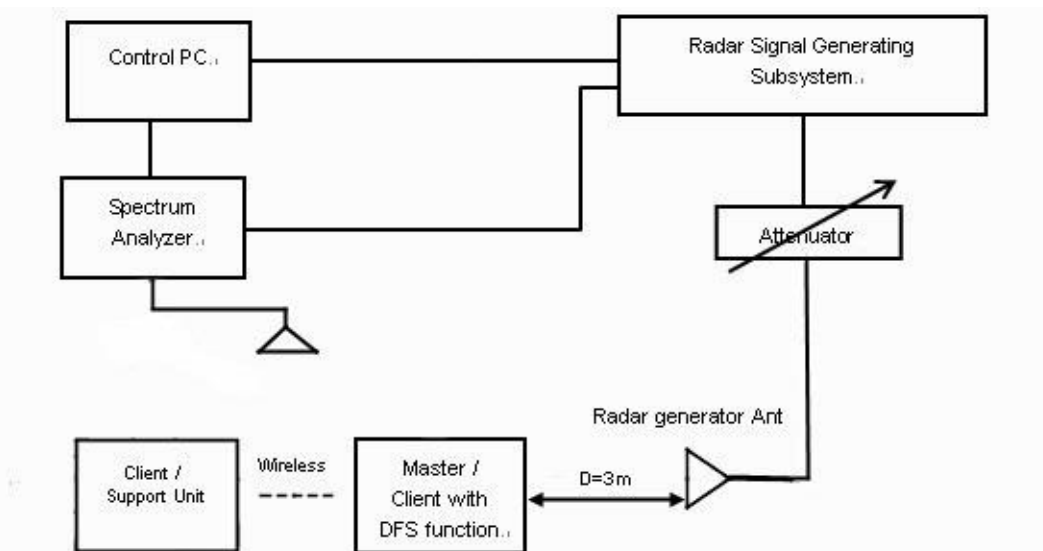 Control PC
Radar Signal Generating
Subsystem
Spectrum
Analyzer
Attenuator
Radar generator Ant
Client /
Support Unit
Wireless
Master /
Client with
DFS function
D=3m